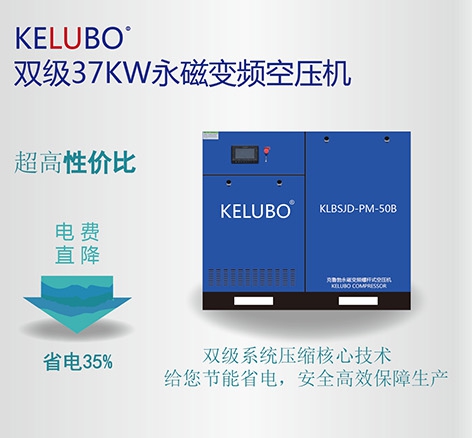 KELUBO®
双级37KW永磁变频空压机
超高性价比
电费
直降
省电35%
KELUBO®
KLBSJD-PM-50B
克鲁勃永磁变频螺杆式空压机
KELUBO COMPRESSOR
双级系统压缩核心技术
给您节能省电，安全高效保障生产